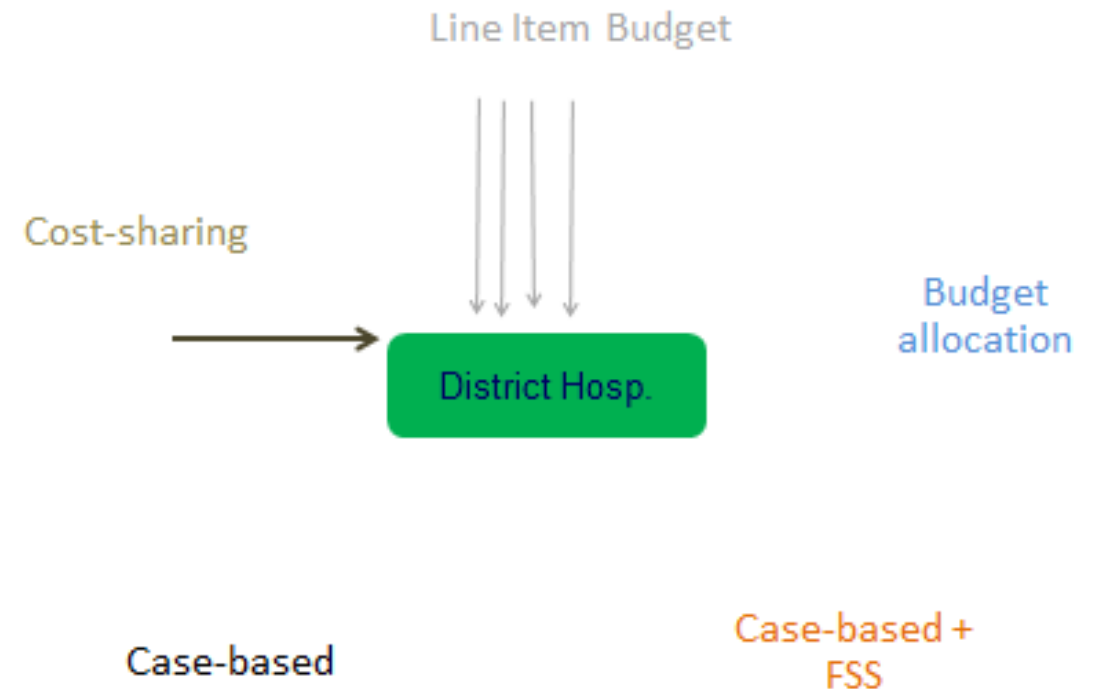 Line Item Budget
Cost-sharing
Budget
allocation
District Hosp.
Case-based
Case-based +
FSS